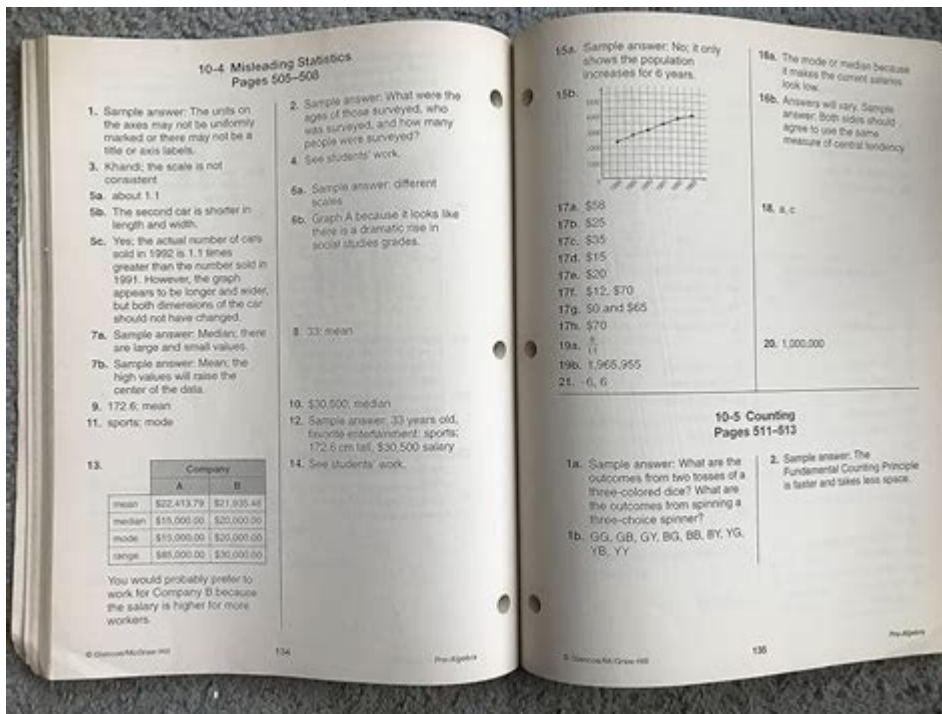 10-4 Misleading Statistics
Pages 505–508
1. Sample answer: The units on
the axes may not be uniformly
marked or there may not be a
title or axis labels.
3. Khandi; the scale is not
consistent
5a. about 1.1
5b. The second car is shorter in
length and width.
5c. Yes; the actual number of cars
sold in 1992 is 1.1 times
greater than the number sold in
1991. However, the graph
appears to be longer and wider,
but both dimensions of the car
should not have changed.
7a. Sample answer: Median; there
are large and small values.
7b. Sample answer: Mean; the
high values will raise the
center of the data.
9. 172.6; mean
11. sports; mode
13.
Company
A B
mean $22,413.79 $21,935.48
median $15,000.00 $20,000.00
mode $15,000.00 $20,000.00
range $85,000.00 $30,000.00
You would probably prefer to
work for Company B because
the salary is higher for more
workers.
2. Sample answer: What were the
ages of those surveyed, who
was surveyed, and how many
people were surveyed?
4. See students' work.
6a. Sample answer: different
scales
6b. Graph A because it looks like
there is a dramatic rise in
social studies grades.
8. 33; mean
10. $30,500; median
12. Sample answer: 33 years old,
favorite entertainment: sports;
172.6 cm tall, $30,500 salary
14. See students' work.
© Glencoe/McGraw-Hill
134
Pre-Algebra
15a. Sample answer: No; it only
shows the population
increases for 6 years.
15b.
17a. $58
17b. $25
17c. $35
17d. $15
17e. $20
17f. $12, $70
17g. $0 and $65
17h. $70
19a. 11
19b. 1,965,955
21. -6, 6
16a. The mode or median because
it makes the current salaries
look low.
16b. Answers will vary. Sample
answer: Both sides should
agree to use the same
measure of central tendency.
18. a, c
20. 1,000,000
10-5 Counting
Pages 511–513
1a. Sample answer: What are the
outcomes from two tosses of a
three-colored dice? What are
the outcomes from spinning a
three-choice spinner?
1b. GG, GB, GY, BG, BB, BY, YG,
YB, YY
2. Sample answer: The
Fundamental Counting Principle
is faster and takes less space.
© Glencoe/McGraw-Hill
135
Pre-Algebra